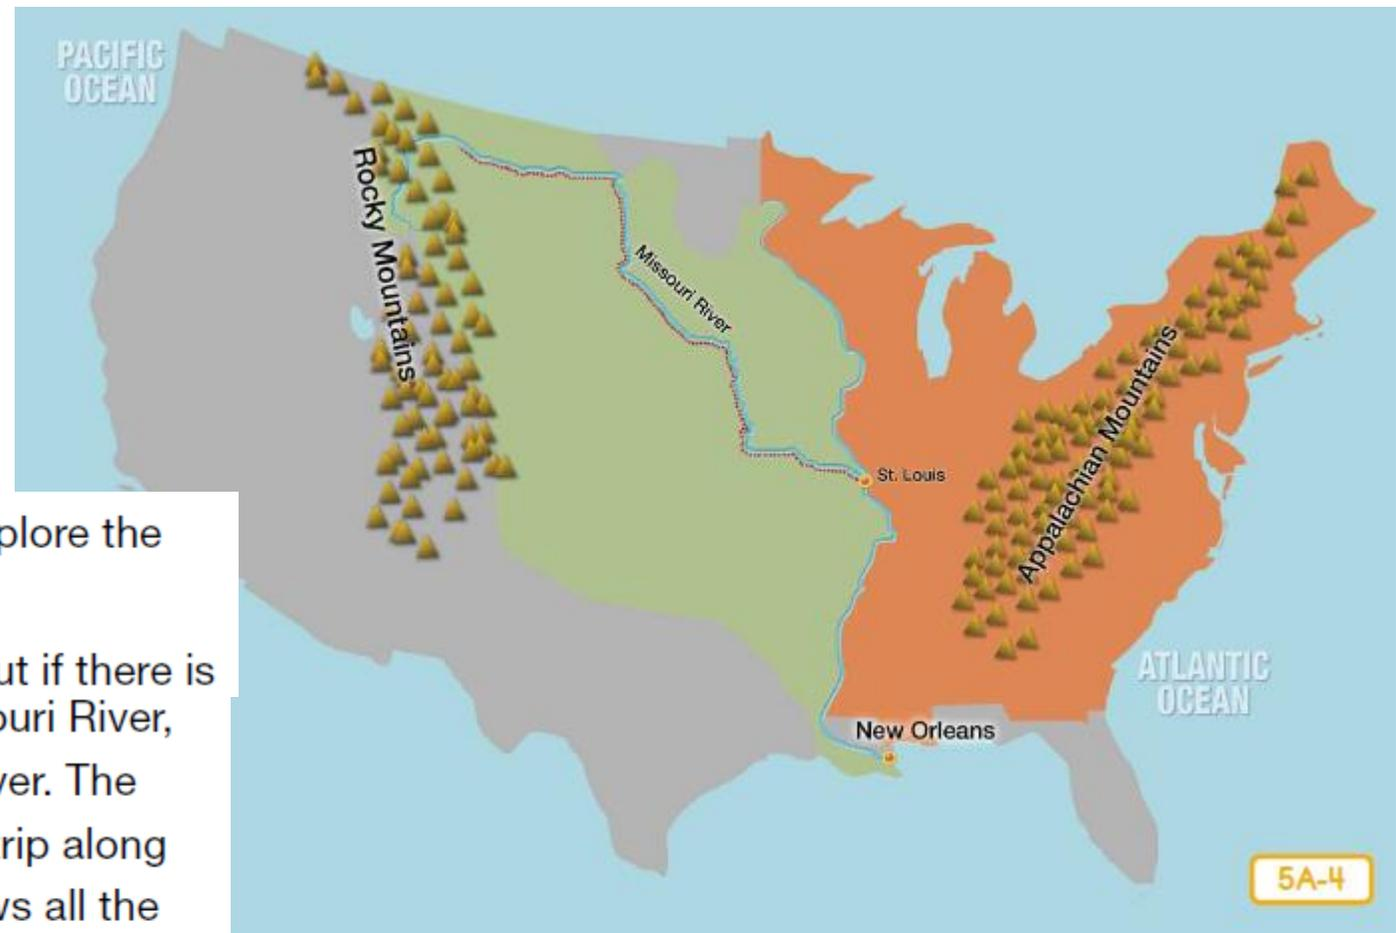 PACIFIC
OCEAN
Rocky Mountains
Missouri River
St. Louis
Appalachian Mountains
New Orleans
ATLANTIC
OCEAN
5A-4
plore the
ut if there is
ouri River,
ver. The
rip along
ws all the